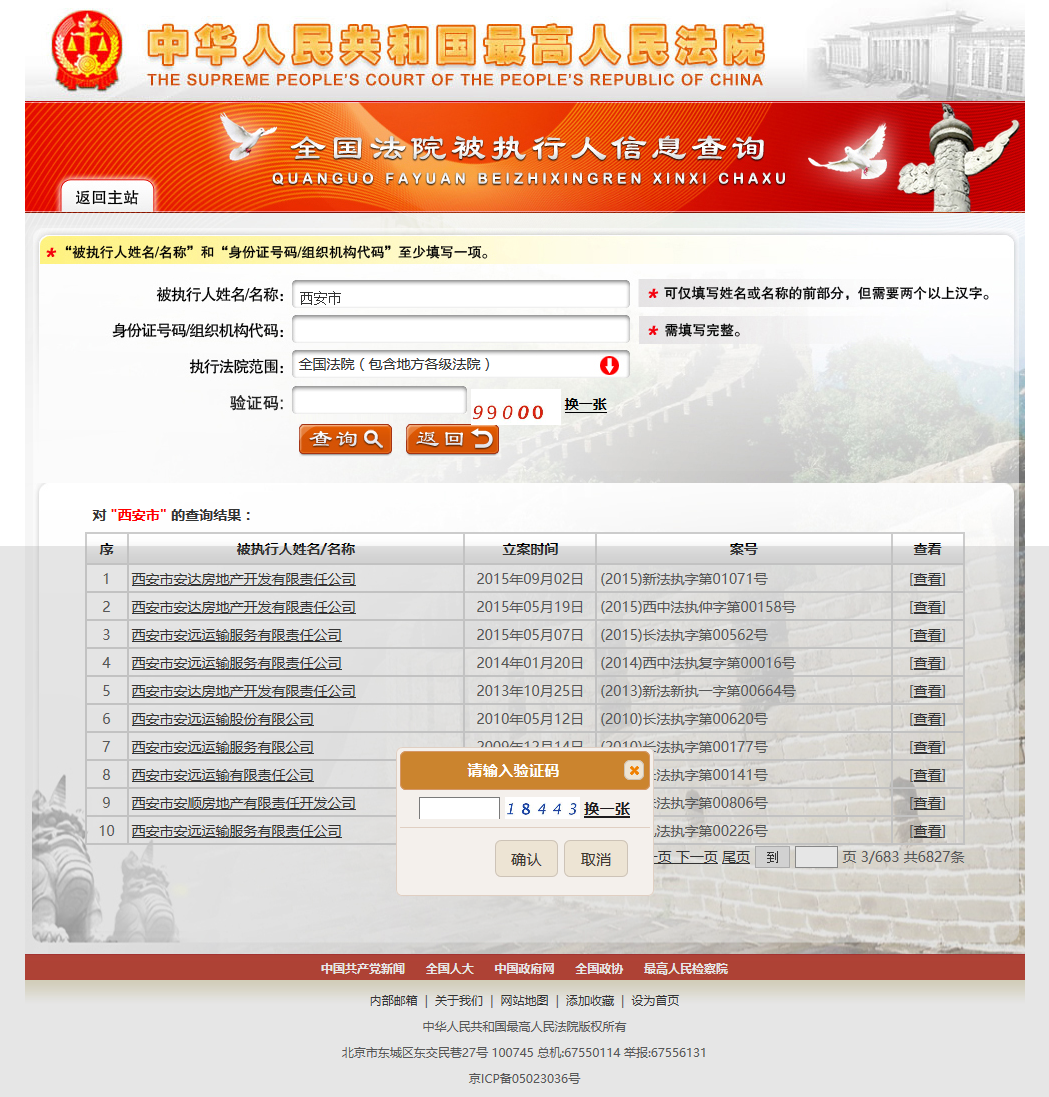 中华人民共和国最高人民法院
THE SUPREME PEOPLE'S COURT OF THE PEOPLE'S REPUBLIC OF CHINA
全国法院被执行人信息查询
QUANGUO FAYUAN BEIZHIXINGREN XINXI CHAXU
返回主站
* “被执行人姓名/名称” 和 “身份证号码/组织机构代码” 至少填写一项。
被执行人姓名/名称: 西安市 * 可仅填写姓名或名称的前部分，但需要两个以上汉字。
身份证号码/组织机构代码: * 需填写完整。
执行法院范围: 全国法院（包含地方各级法院）
验证码: 99000 换一张
查询 返回
对 "西安市" 的查询结果：
序 被执行人姓名/名称 立案时间 案号 查看
1 西安市安达房地产开发有限责任公司 2015年09月02日 (2015)新法执字第01071号 [查看]
2 西安市安达房地产开发有限责任公司 2015年05月19日 (2015)西中法执仲字第00158号 [查看]
3 西安市安远运输服务有限责任公司 2015年05月07日 (2015)长法执字第00562号 [查看]
4 西安市安远运输服务有限责任公司 2014年01月20日 (2014)西中法执复字第00016号 [查看]
5 西安市安达房地产开发有限责任公司 2013年10月25日 (2013)新法新执一字第00664号 [查看]
6 西安市安远运输股份有限公司 2010年05月12日 (2010)长法执字第00620号 [查看]
7 西安市安远运输服务有限公司 2009年12月14日 (2010)长法执字第00177号 [查看]
8 西安市安远运输有限责任公司 法执字第00141号 [查看]
9 西安市安顺房地产有限责任开发公司 法执字第00806号 [查看]
10 西安市安远运输服务有限责任公司 法执字第00226号 [查看]
请输入验证码
18443 换一张
确认 取消
页 下一页 尾页 到 页 3/683 共6827条
中国共产党新闻 全国人大 中国政府网 全国政协 最高人民检察院
内部邮箱 | 关于我们 | 网站地图 | 添加收藏 | 设为首页
中华人民共和国最高人民法院版权所有
北京市东城区东交民巷27号 100745 总机:67550114 举报:67556131
京ICP备05023036号